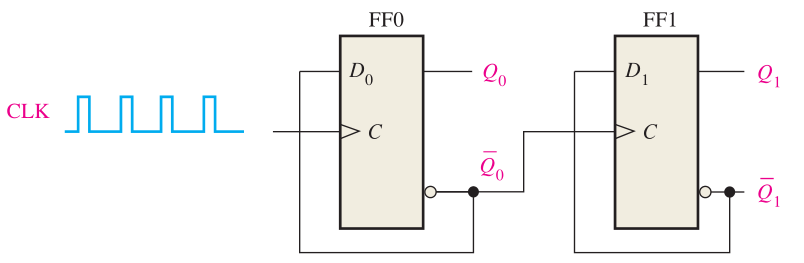 FF0 FF1
D₀ Q₀ D₁ Q₁
CLK C C
Q̅₀ Q̅₁